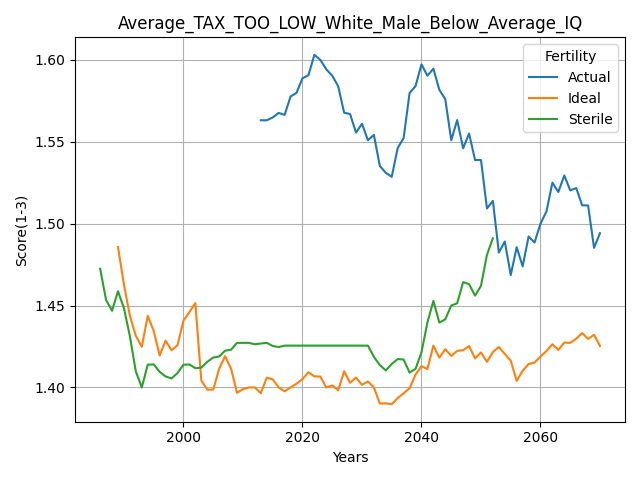 Average_TAX_TOO_LOW_White_Male_Below_Average_IQ
Fertility
Actual
Ideal
Sterile
Score(1-3)
1.60
1.55
1.50
1.45
1.40
2000
2020
2040
2060
Years